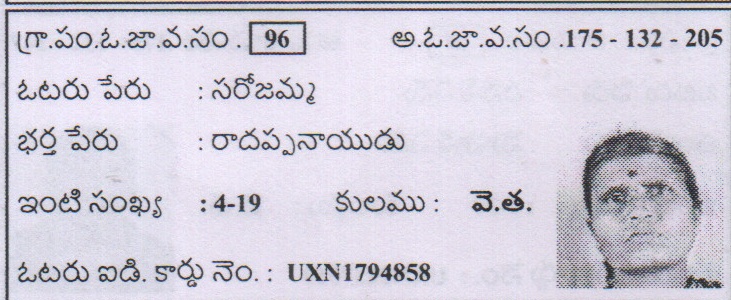 గ్రా.పం.ఓ.జా.వ.సం. 96 అ.ఓ.జా.వ.సం .175 - 132 - 205
ఓటరు పేరు : సరోజమ్మ
భర్త పేరు : రాదప్పనాయుడు
ఇంటి సంఖ్య : 4-19 కులము : వె.త.
ఓటరు ఐడి. కార్డు నెం. : UXN1794858